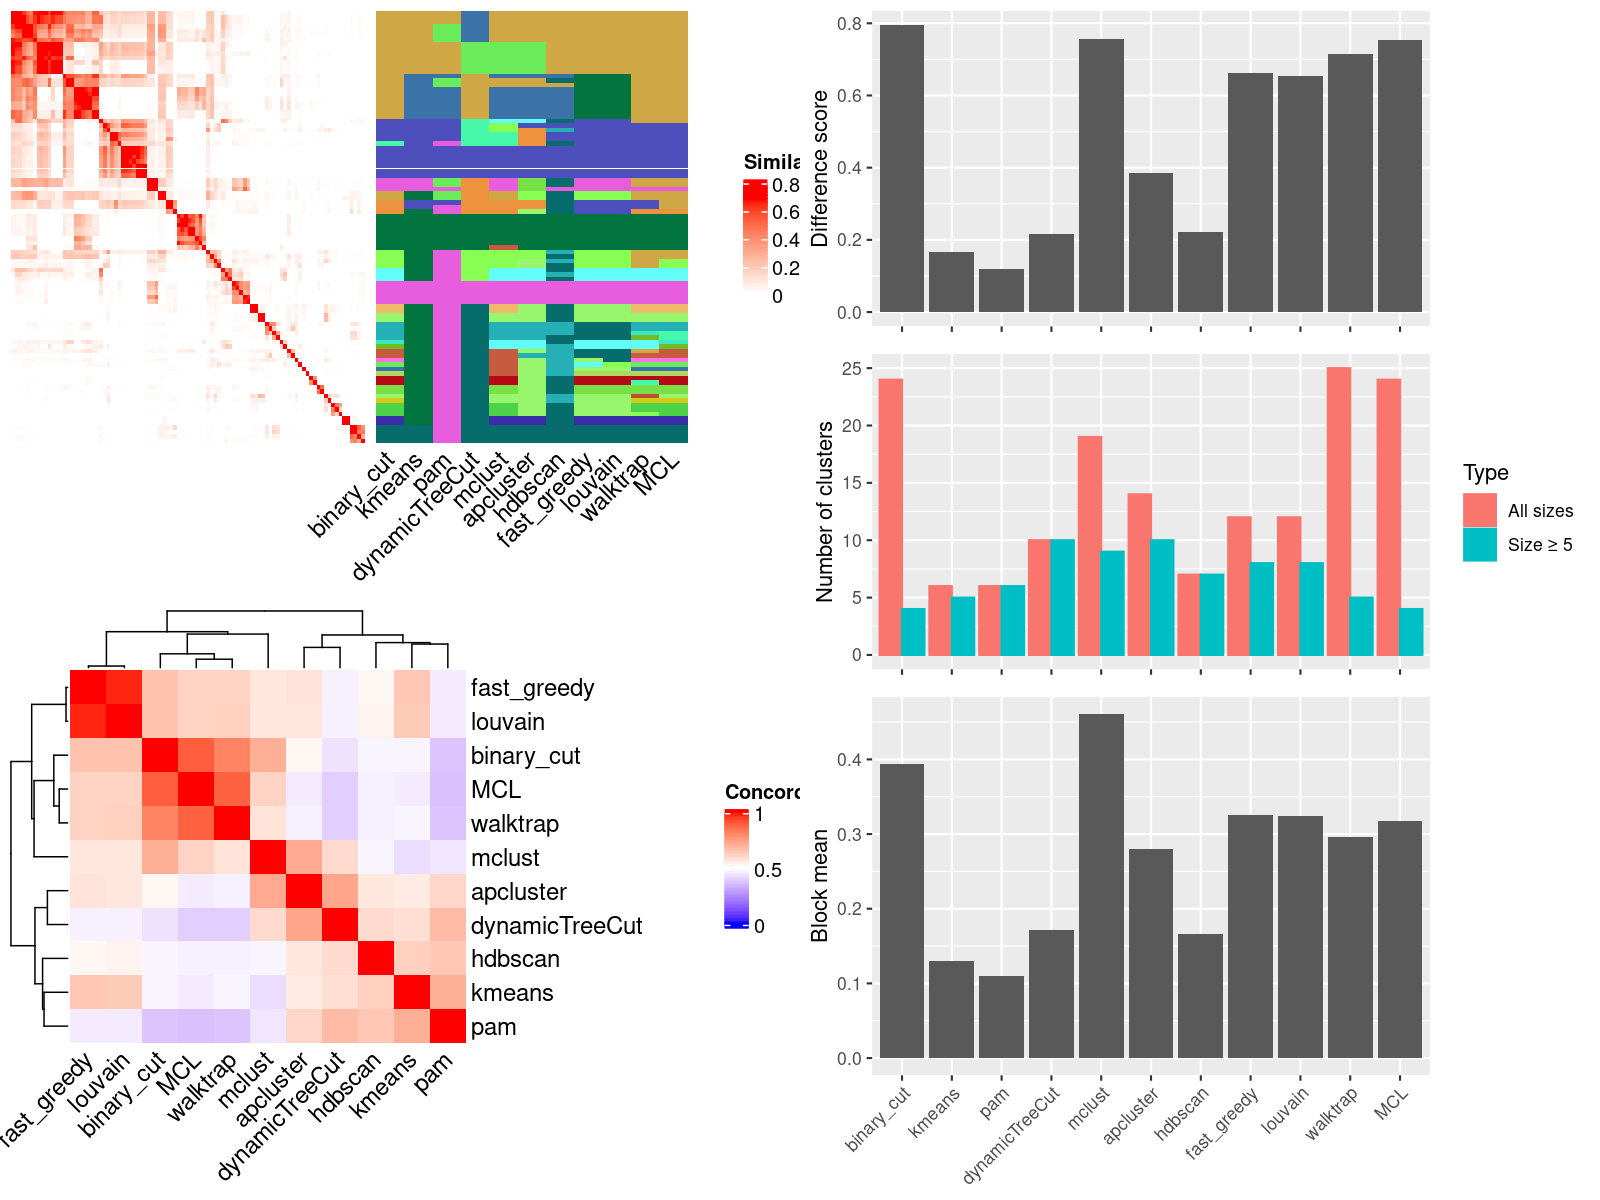 Simila
0.8
0.6
0.4
0.2
0
binary_cut
kmeans
pam
dynamicTreeCut
mclust
apcluster
hdbscan
fast_greedy
louvain
walktrap
MCL
Difference score
0.8
0.6
0.4
0.2
0.0
Number of clusters
25
20
15
10
5
0
Type
All sizes
Size ≥ 5
fast_greedy
louvain
binary_cut
MCL
walktrap
mclust
apcluster
dynamicTreeCut
hdbscan
kmeans
pam
fast_greedy
louvain
binary_cut
MCL
walktrap
mclust
apcluster
dynamicTreeCut
hdbscan
kmeans
pam
Concord
1
0.5
0
Block mean
0.4
0.3
0.2
0.1
0.0
binary_cut
kmeans
pam
dynamicTreeCut
mclust
apcluster
hdbscan
fast_greedy
louvain
walktrap
MCL